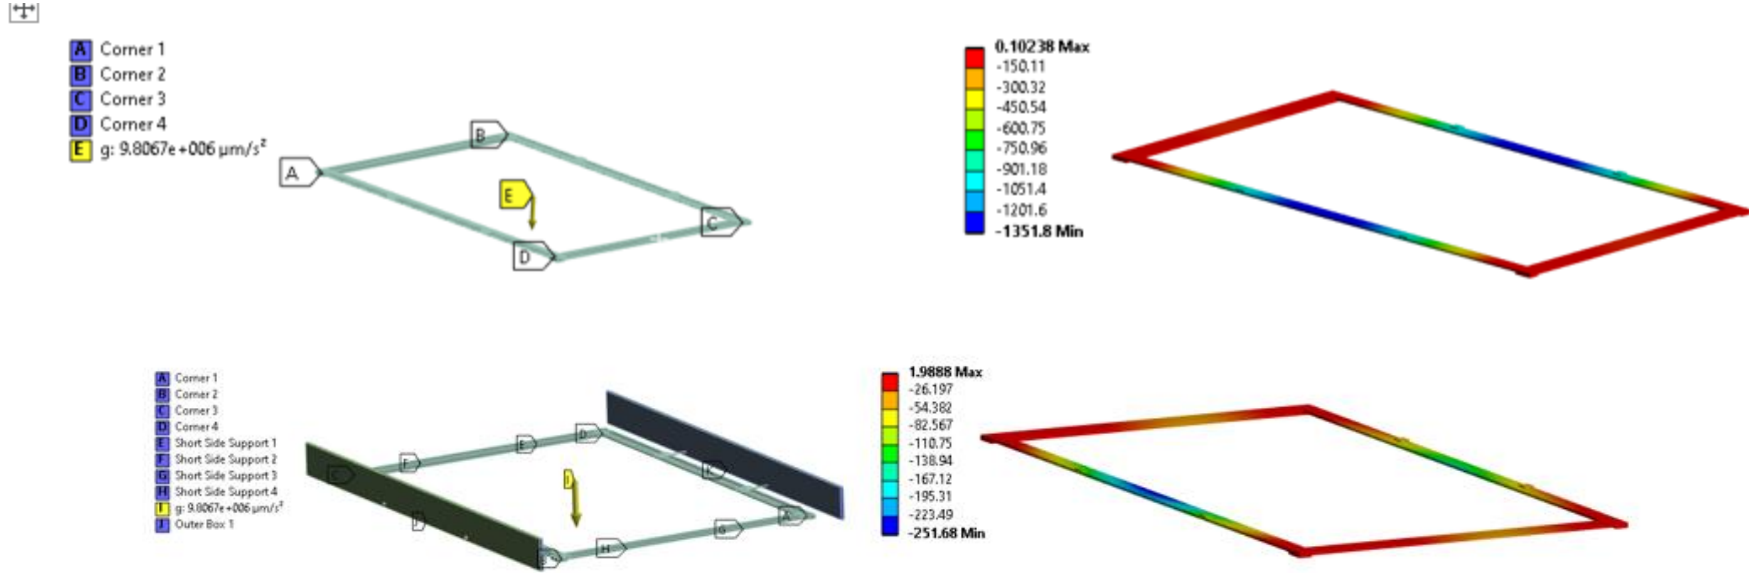 A Corner 1
B Corner 2
C Corner 3
D Corner 4
E g: 9.8067e+006 µm/s²
A
B
C
D
E
0.10238 Max
-150.11
-300.32
-450.54
-600.75
-750.96
-901.18
-1051.4
-1201.6
-1351.8 Min
A Corner 1
B Corner 2
C Corner 3
D Corner 4
E Short Side Support 1
F Short Side Support 2
G Short Side Support 3
H Short Side Support 4
I g: 9.8067e+006 µm/s²
J Outer Box 1
F
E
D
I
A
G
H
J
1.9888 Max
-26.197
-54.382
-82.567
-110.75
-138.94
-167.12
-195.31
-223.49
-251.68 Min